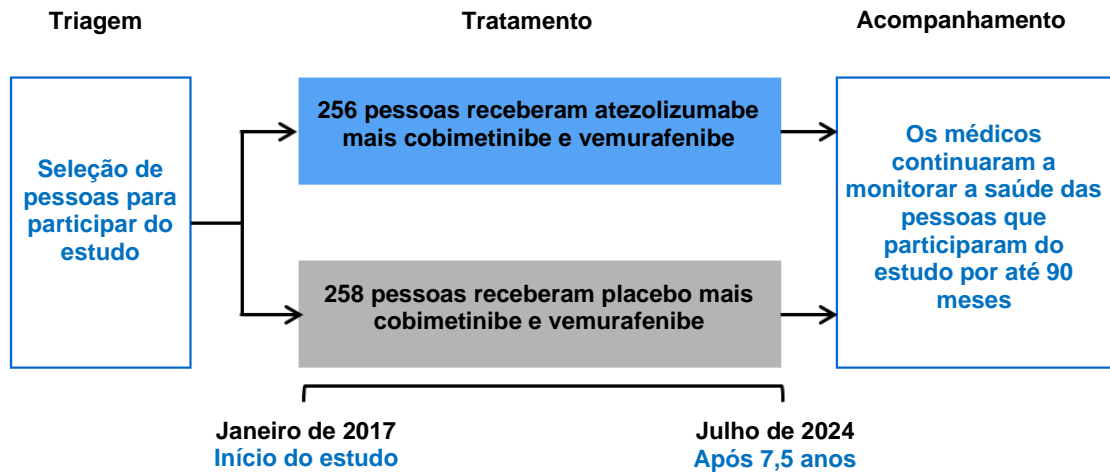 Triagem
Tratamento
Acompanhamento
Seleção de
pessoas para
participar do
estudo
256 pessoas receberam atezolizumabe
mais cobimetinibe e vemurafenibe
258 pessoas receberam placebo mais
cobimetinibe e vemurafenibe
Os médicos
continuaram a
monitorar a saúde das
pessoas que
participaram do
estudo por até 90
meses
Janeiro de 2017
Início do estudo
Julho de 2024
Após 7,5 anos